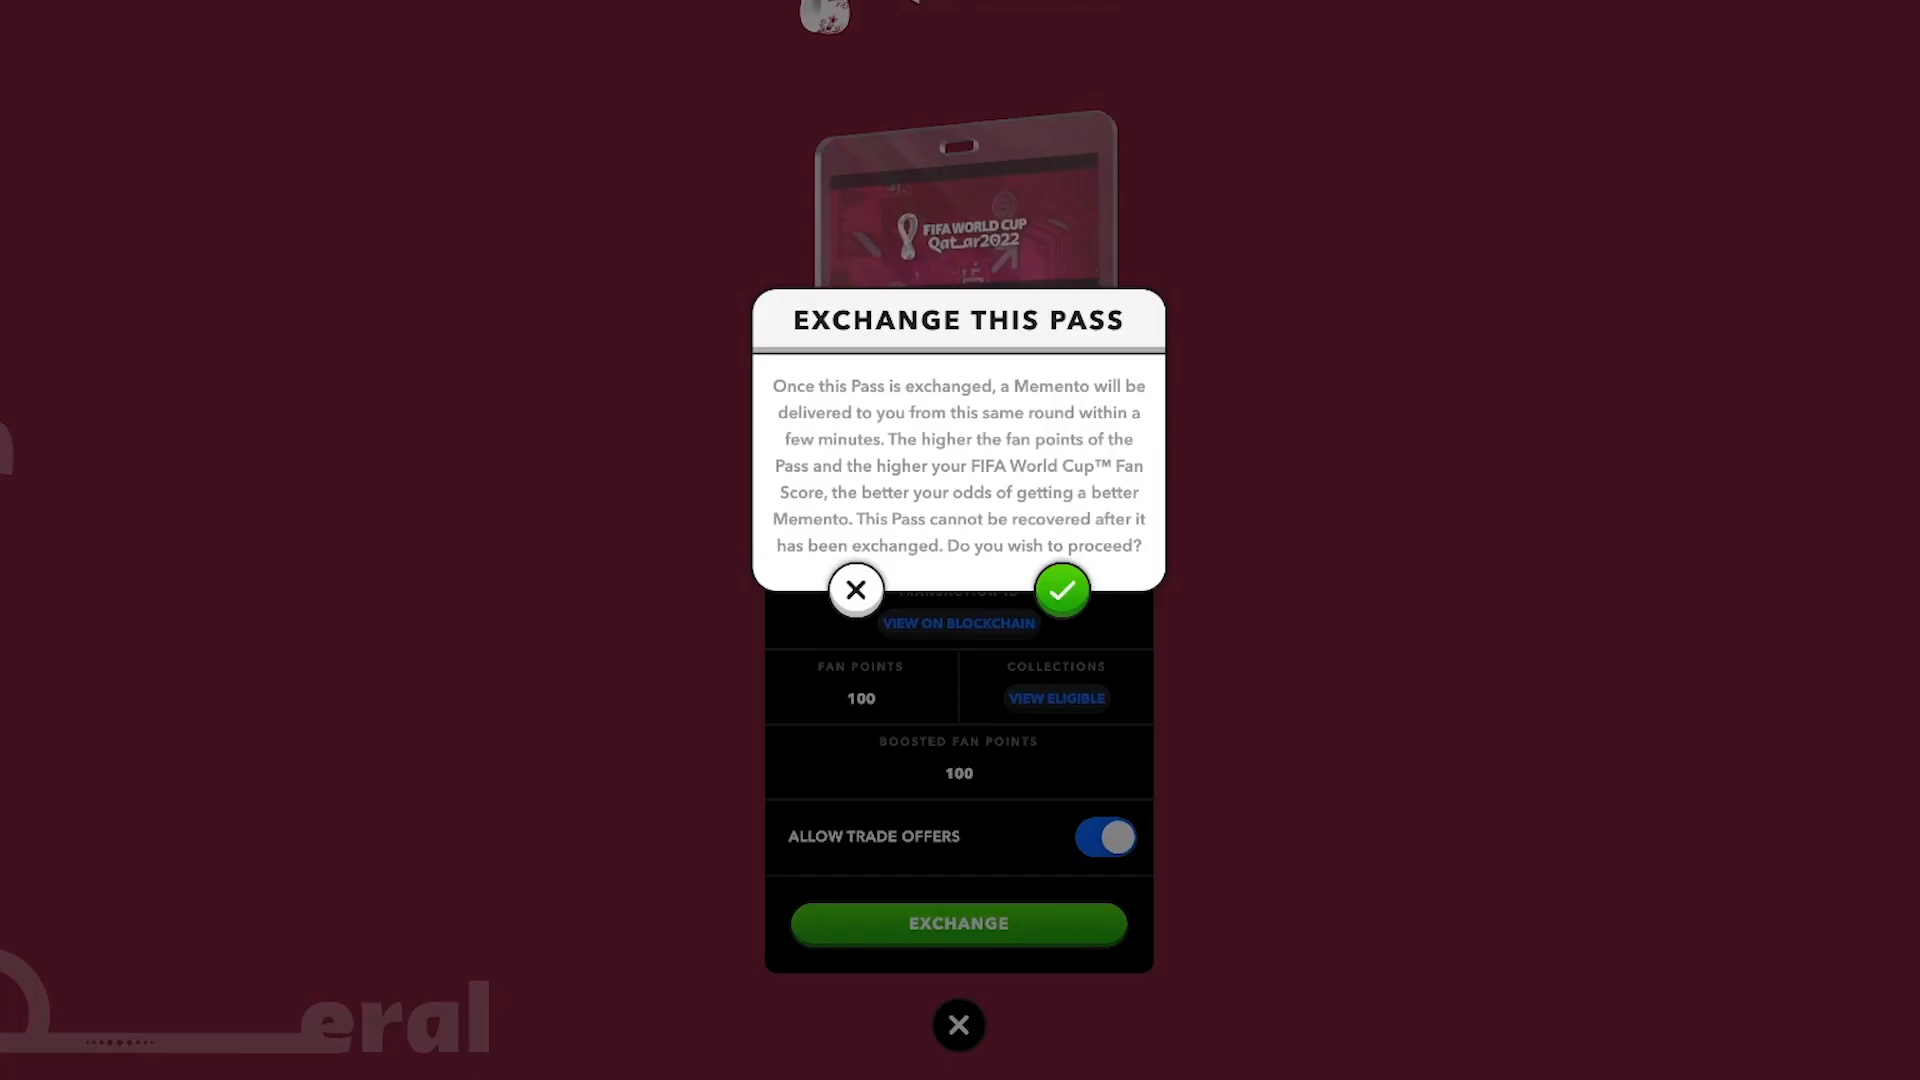 FIFA WORLD CUP
Qatar2022
EXCHANGE THIS PASS
Once this Pass is exchanged, a Memento will be
delivered to you from this same round within a
few minutes. The higher the fan points of the
Pass and the higher your FIFA World Cup™ Fan
Score, the better your odds of getting a better
Memento. This Pass cannot be recovered after it
has been exchanged. Do you wish to proceed?
VIEW ON BLOCKCHAIN
FAN POINTS
COLLECTIONS
100
VIEW ELIGIBLE
BOOSTED FAN POINTS
100
ALLOW TRADE OFFERS
EXCHANGE
eral